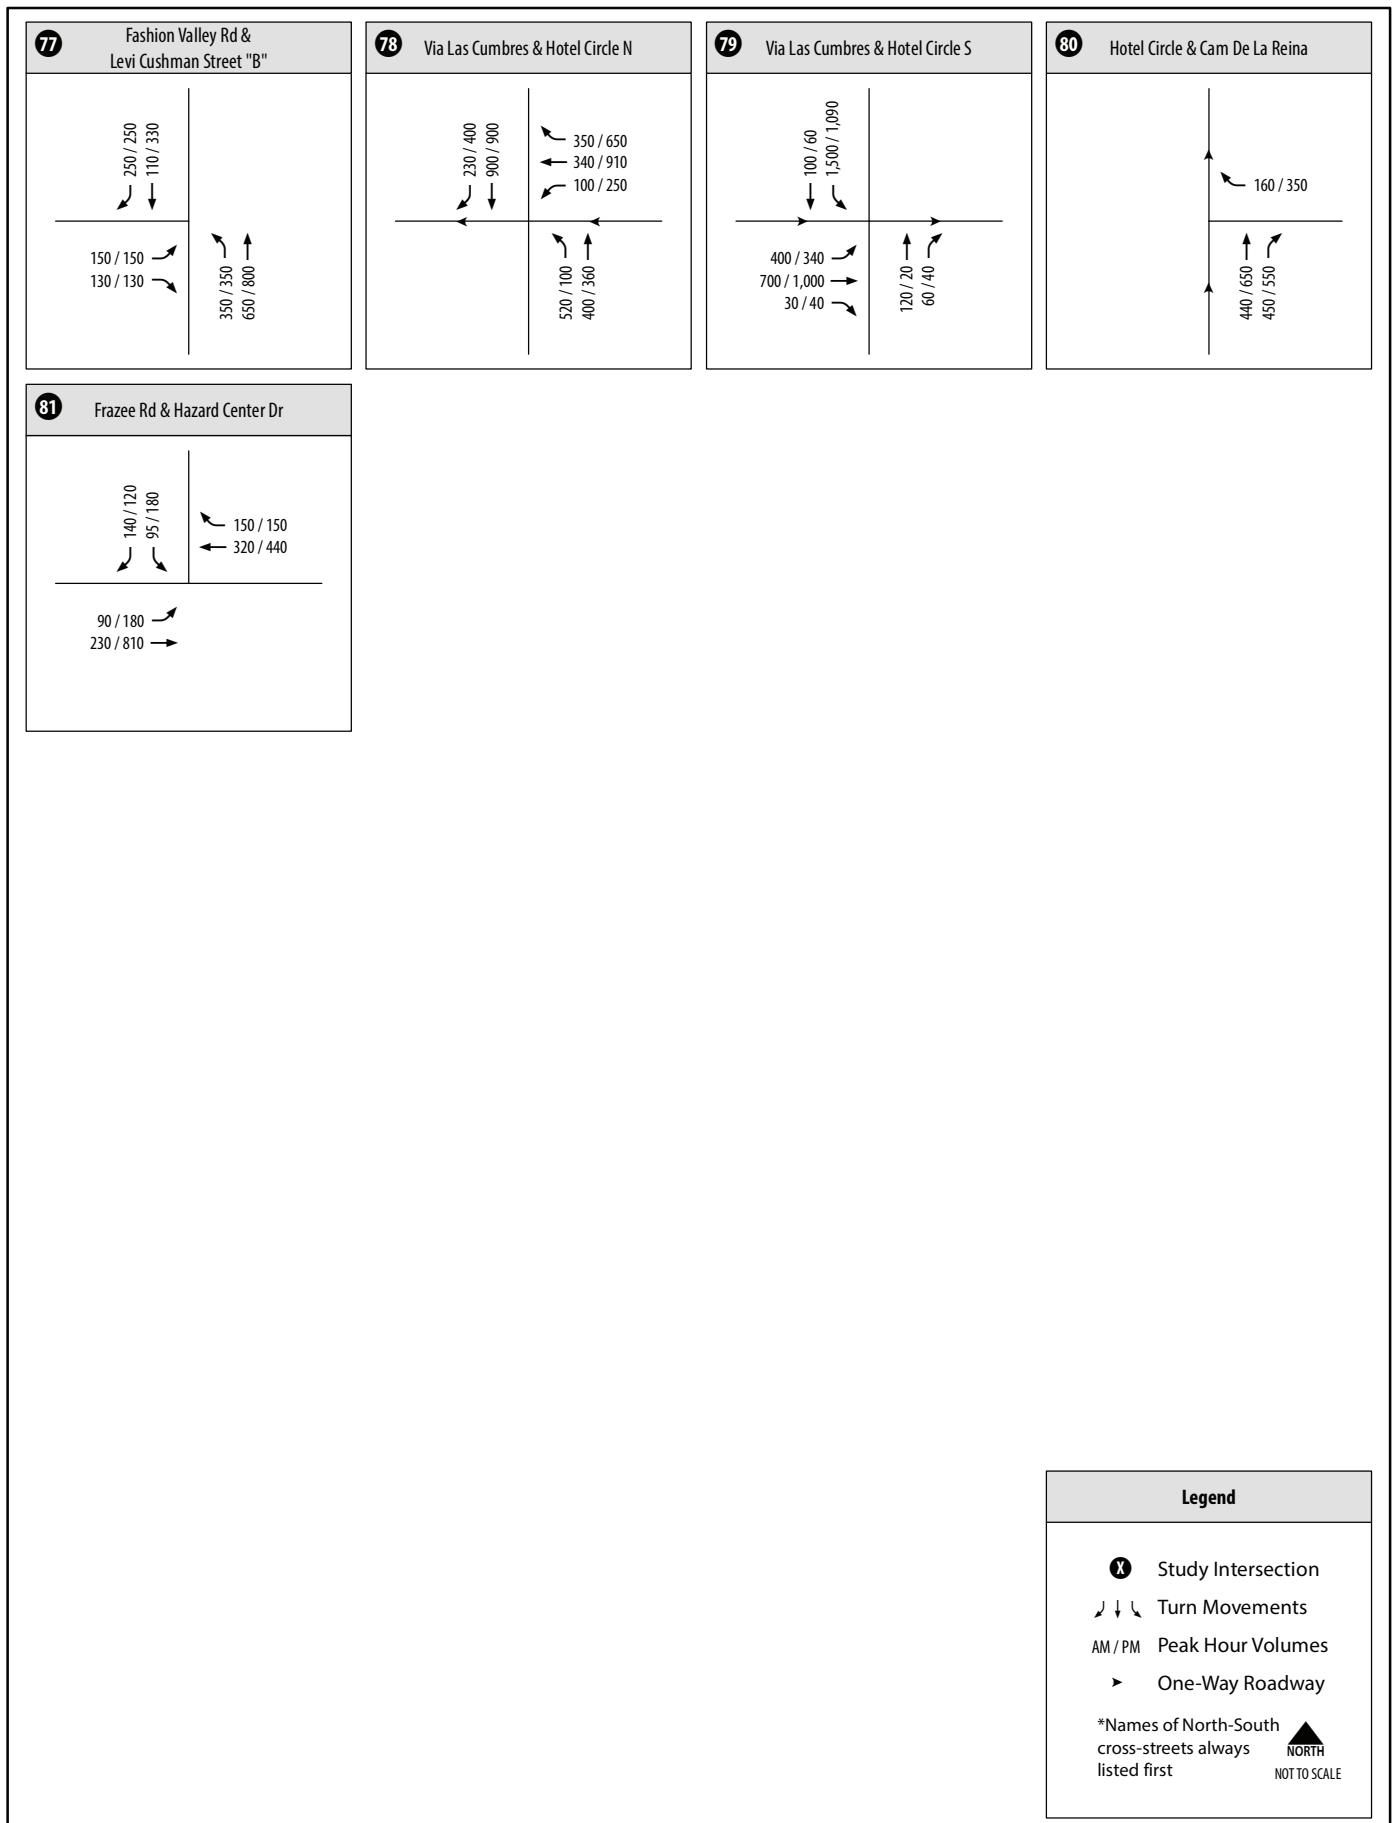 77
Fashion Valley Rd &
Levi Cushman Street "B"
250 / 250
110 / 330
150 / 150
130 / 130
350 / 350
650 / 800
78
Via Las Cumbres & Hotel Circle N
230 / 400
900 / 900
350 / 650
340 / 910
100 / 250
520 / 100
400 / 360
79
Via Las Cumbres & Hotel Circle S
100 / 60
1,500 / 1,090
400 / 340
700 / 1,000
30 / 40
120 / 20
60 / 40
80
Hotel Circle & Cam De La Reina
160 / 350
440 / 650
450 / 550
81
Frazee Rd & Hazard Center Dr
140 / 120
95 / 180
150 / 150
320 / 440
90 / 180
230 / 810
Legend
X Study Intersection
Turn Movements
AM / PM Peak Hour Volumes
One-Way Roadway
*Names of North-South
cross-streets always
listed first
NORTH
NOT TO SCALE